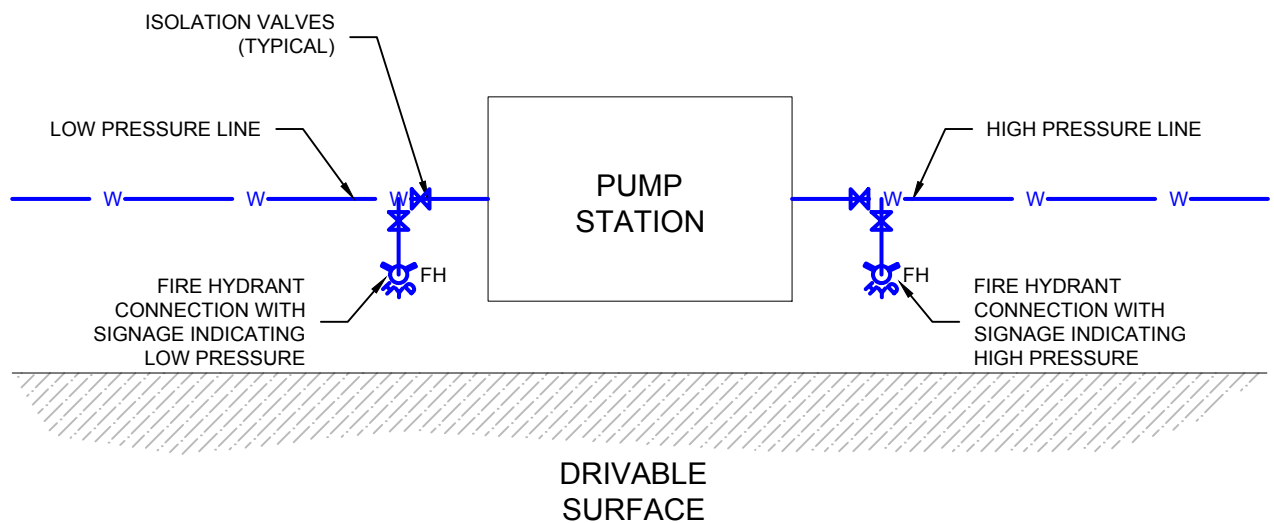 ISOLATION VALVES
(TYPICAL)
LOW PRESSURE LINE
HIGH PRESSURE LINE
PUMP
STATION
W
W
W
W
W
W
FH
FH
FIRE HYDRANT
CONNECTION WITH
SIGNAGE INDICATING
LOW PRESSURE
FIRE HYDRANT
CONNECTION WITH
SIGNAGE INDICATING
HIGH PRESSURE
DRIVABLE
SURFACE